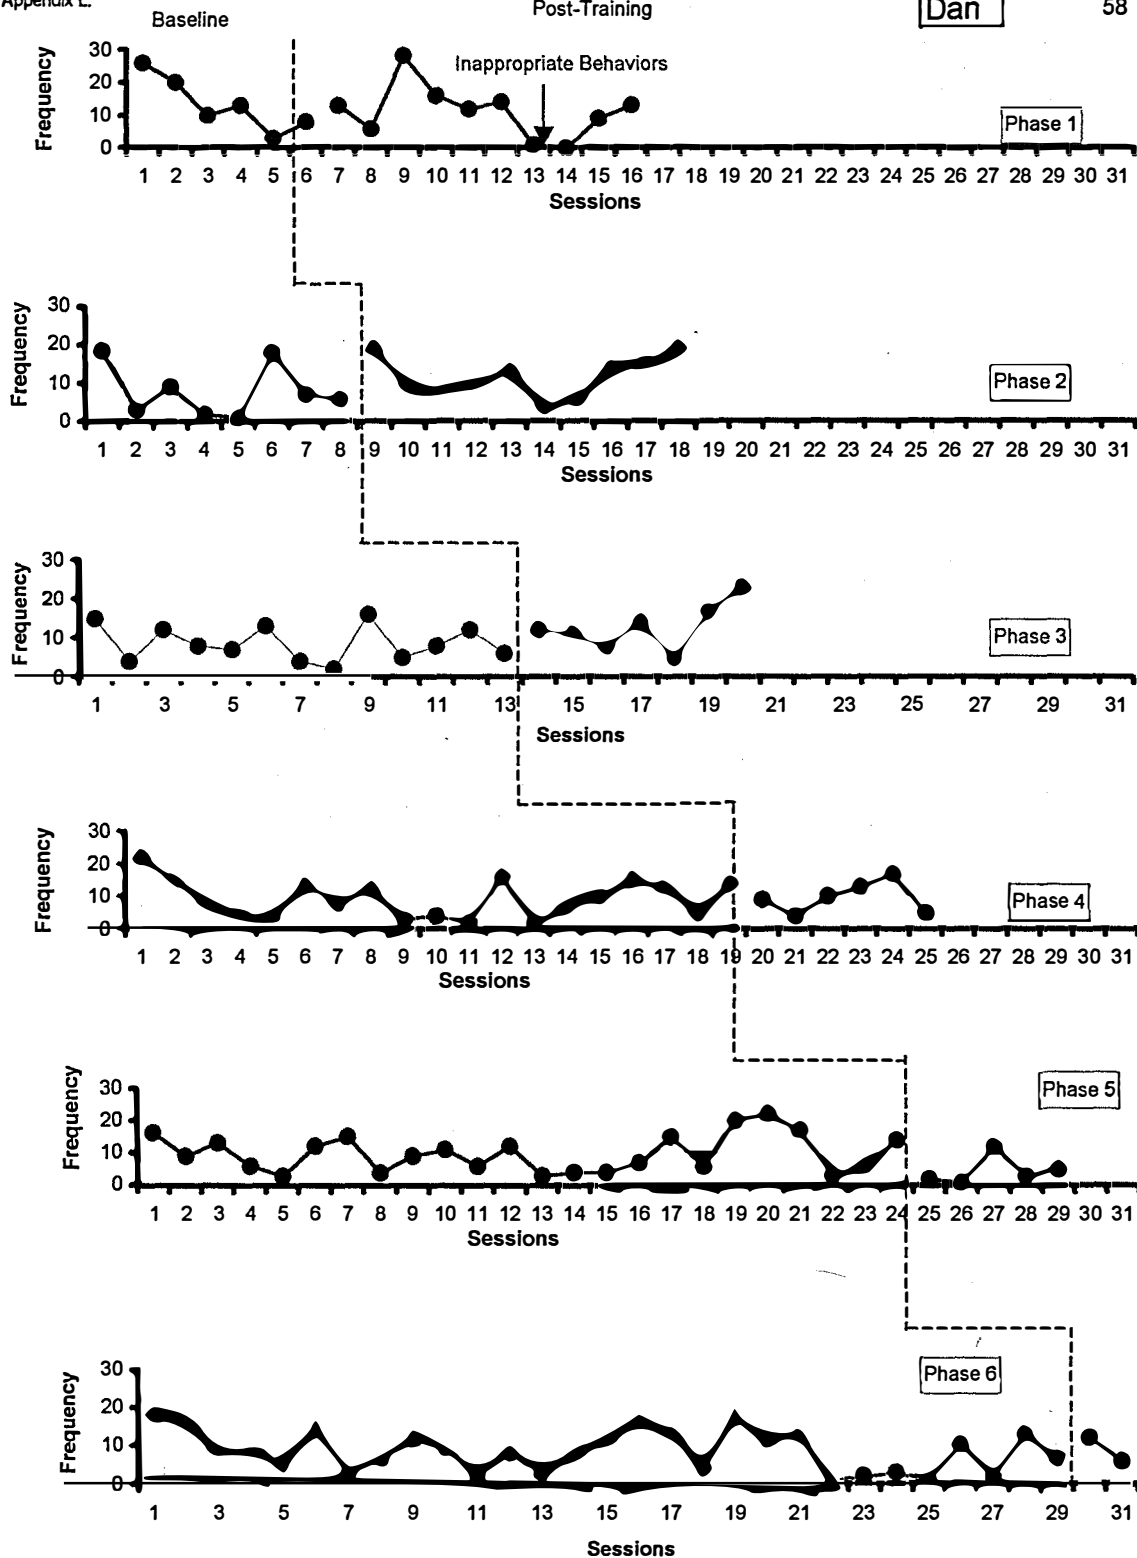 Appendix E.
Baseline
Post-Training
Dan
58
Frequency
30
20
10
0
Inappropriate Behaviors
Phase 1
1 2 3 4 5 6 7 8 9 10 11 12 13 14 15 16 17 18 19 20 21 22 23 24 25 26 27 28 29 30 31
Sessions
Frequency
30
20
10
0
Phase 2
1 2 3 4 5 6 7 8 9 10 11 12 13 14 15 16 17 18 19 20 21 22 23 24 25 26 27 28 29 30 31
Sessions
Frequency
30
20
10
0
Phase 3
1 3 5 7 9 11 13 15 17 19 21 23 25 27 29 31
Sessions
Frequency
30
20
10
0
Phase 4
1 2 3 4 5 6 7 8 9 10 11 12 13 14 15 16 17 18 19 20 21 22 23 24 25 26 27 28 29 30 31
Sessions
Frequency
30
20
10
0
Phase 5
1 2 3 4 5 6 7 8 9 10 11 12 13 14 15 16 17 18 19 20 21 22 23 24 25 26 27 28 29 30 31
Sessions
Frequency
30
20
10
0
Phase 6
1 5 7 9 11 13 15 17 19 21 23 25 27 29 31
Sessions